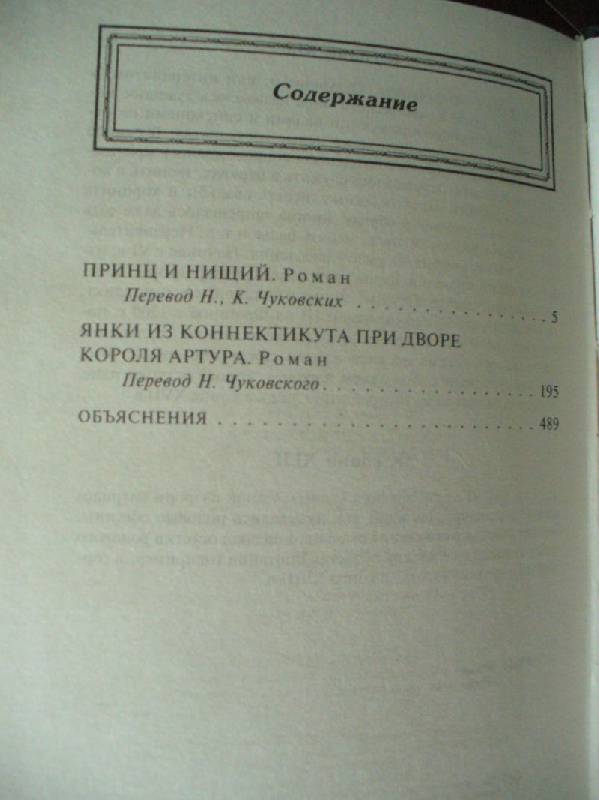 Содержание
ПРИНЦ И НИЩИЙ. Роман
Перевод Н., К. Чуковских . . . . . . . . . . . . . . . 5
ЯНКИ ИЗ КОННЕКТИКУТА ПРИ ДВОРЕ
КОРОЛЯ АРТУРА. Роман
Перевод Н. Чуковского . . . . . . . . . . . . . . . . 195
ОБЪЯСНЕНИЯ . . . . . . . . . . . . . . . . . . . . . . . . 489